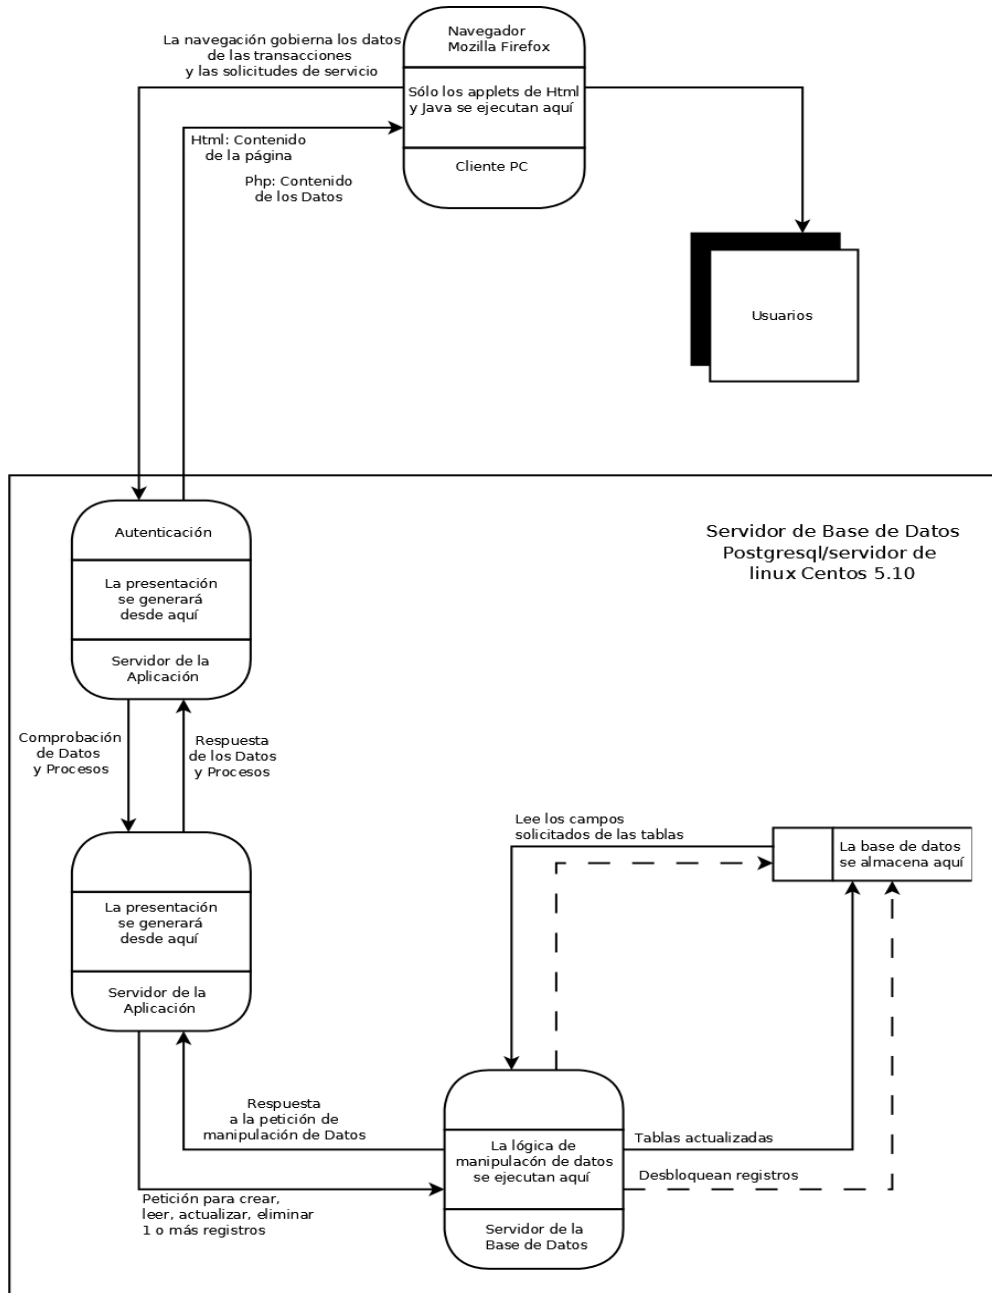 Navegador
Mozilla Firefox
La navegación gobierna los datos
de las transacciones
y las solicitudes de servicio
Sólo los applets de Html
y Java se ejecutan aquí
Html: Contenido
de la página
Cliente PC
Php: Contenido
de los Datos
Usuarios
Autenticación
Servidor de Base de Datos
Postgresql/servidor de
linux Centos 5.10
La presentación
se generará
desde aquí
Servidor de la
Aplicación
Comprobación
de Datos
y Procesos
Respuesta
de los Datos
y Procesos
Lee los campos
solicitados de las tablas
La base de datos
se almacena aquí
La presentación
se generará
desde aquí
Servidor de la
Aplicación
Respuesta
a la petición de
manipulación de Datos
La lógica de
manipulacón de datos
se ejecutan aquí
Tablas actualizadas
Desbloquean registros
Petición para crear,
leer, actualizar, eliminar
1 o más registros
Servidor de la
Base de Datos